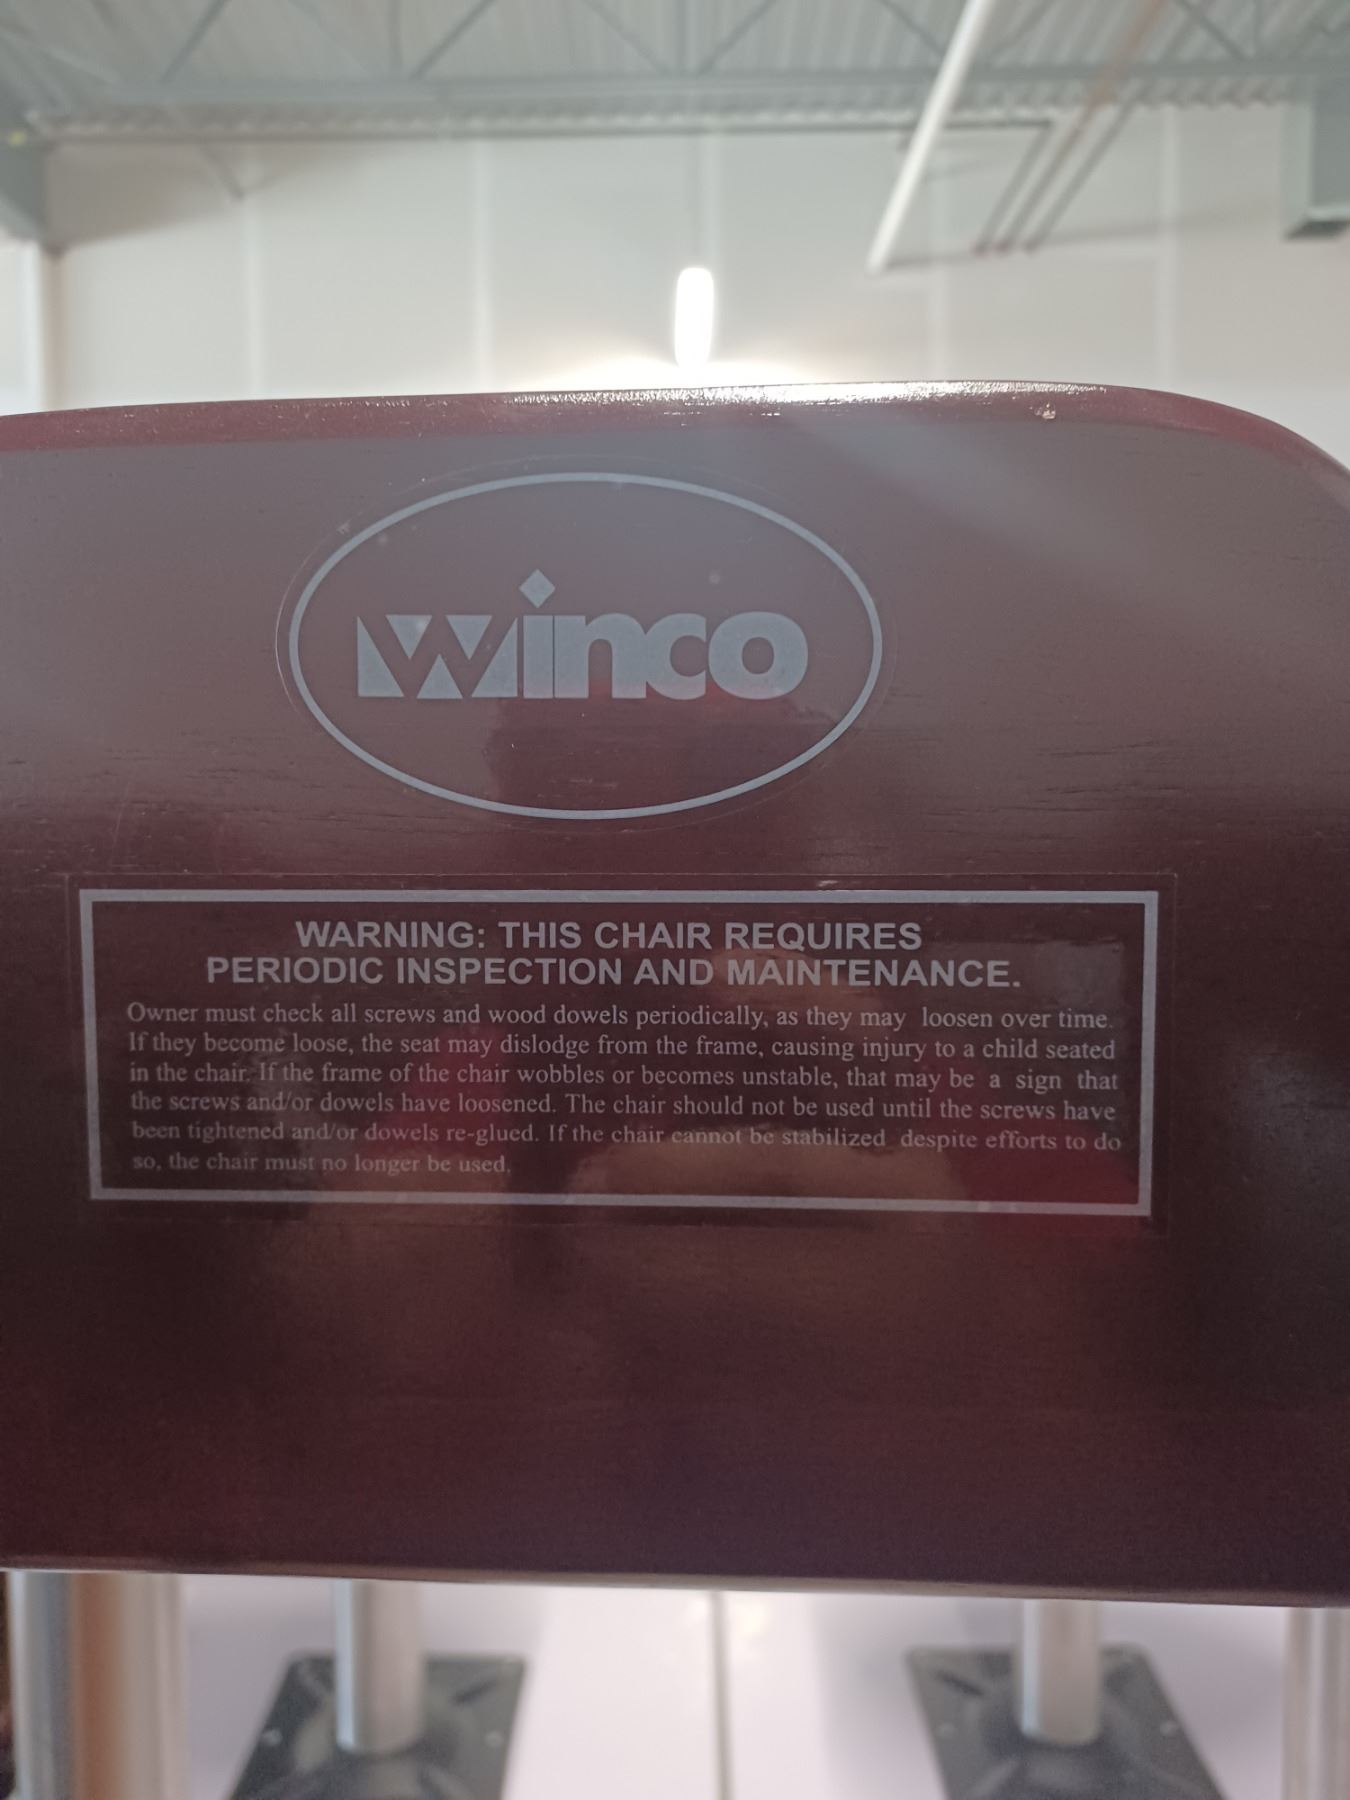 winco
WARNING: THIS CHAIR REQUIRES
PERIODIC INSPECTION AND MAINTENANCE.
Owner must check all screws and wood dowels periodically, as they may loosen over time.
If they become loose, the seat may dislodge from the frame, causing injury to a child seated
in the chair. If the frame of the chair wobbles or becomes unstable, that may be a sign that
the screws and/or dowels have loosened. The chair should not be used until the screws have
been tightened and/or dowels re-glued. If the chair cannot be stabilized despite efforts to do
so, the chair must no longer be used.